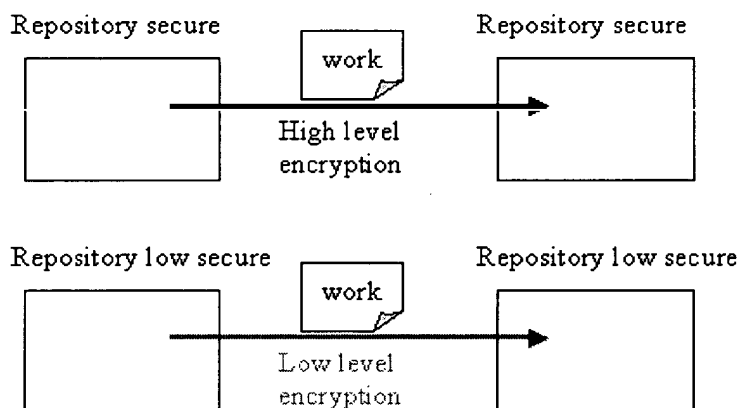 Repository secure
Repository secure
work
High level
encryption
Repository low secure
Repository low secure
work
Low level
encryption